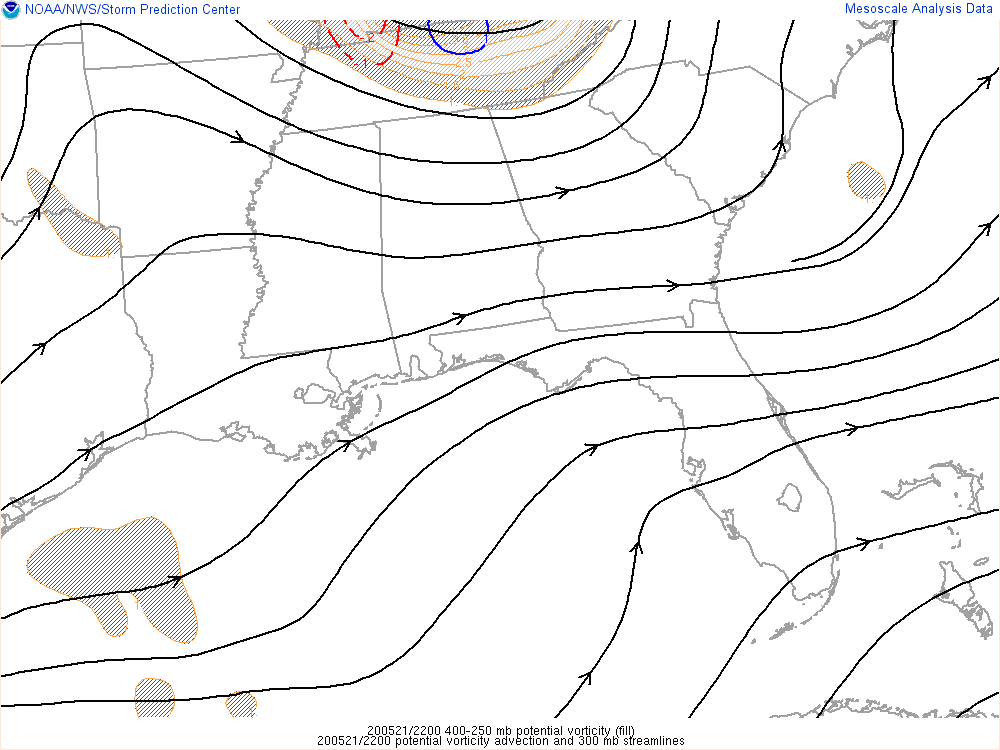 NOAA/NWS/Storm Prediction Center
Mesoscale Analysis Data
2.5
2
1
-1
200521/2200 400-250 mb potential vorticity (fill)
200521/2200 potential vorticity advection and 300 mb streamlines